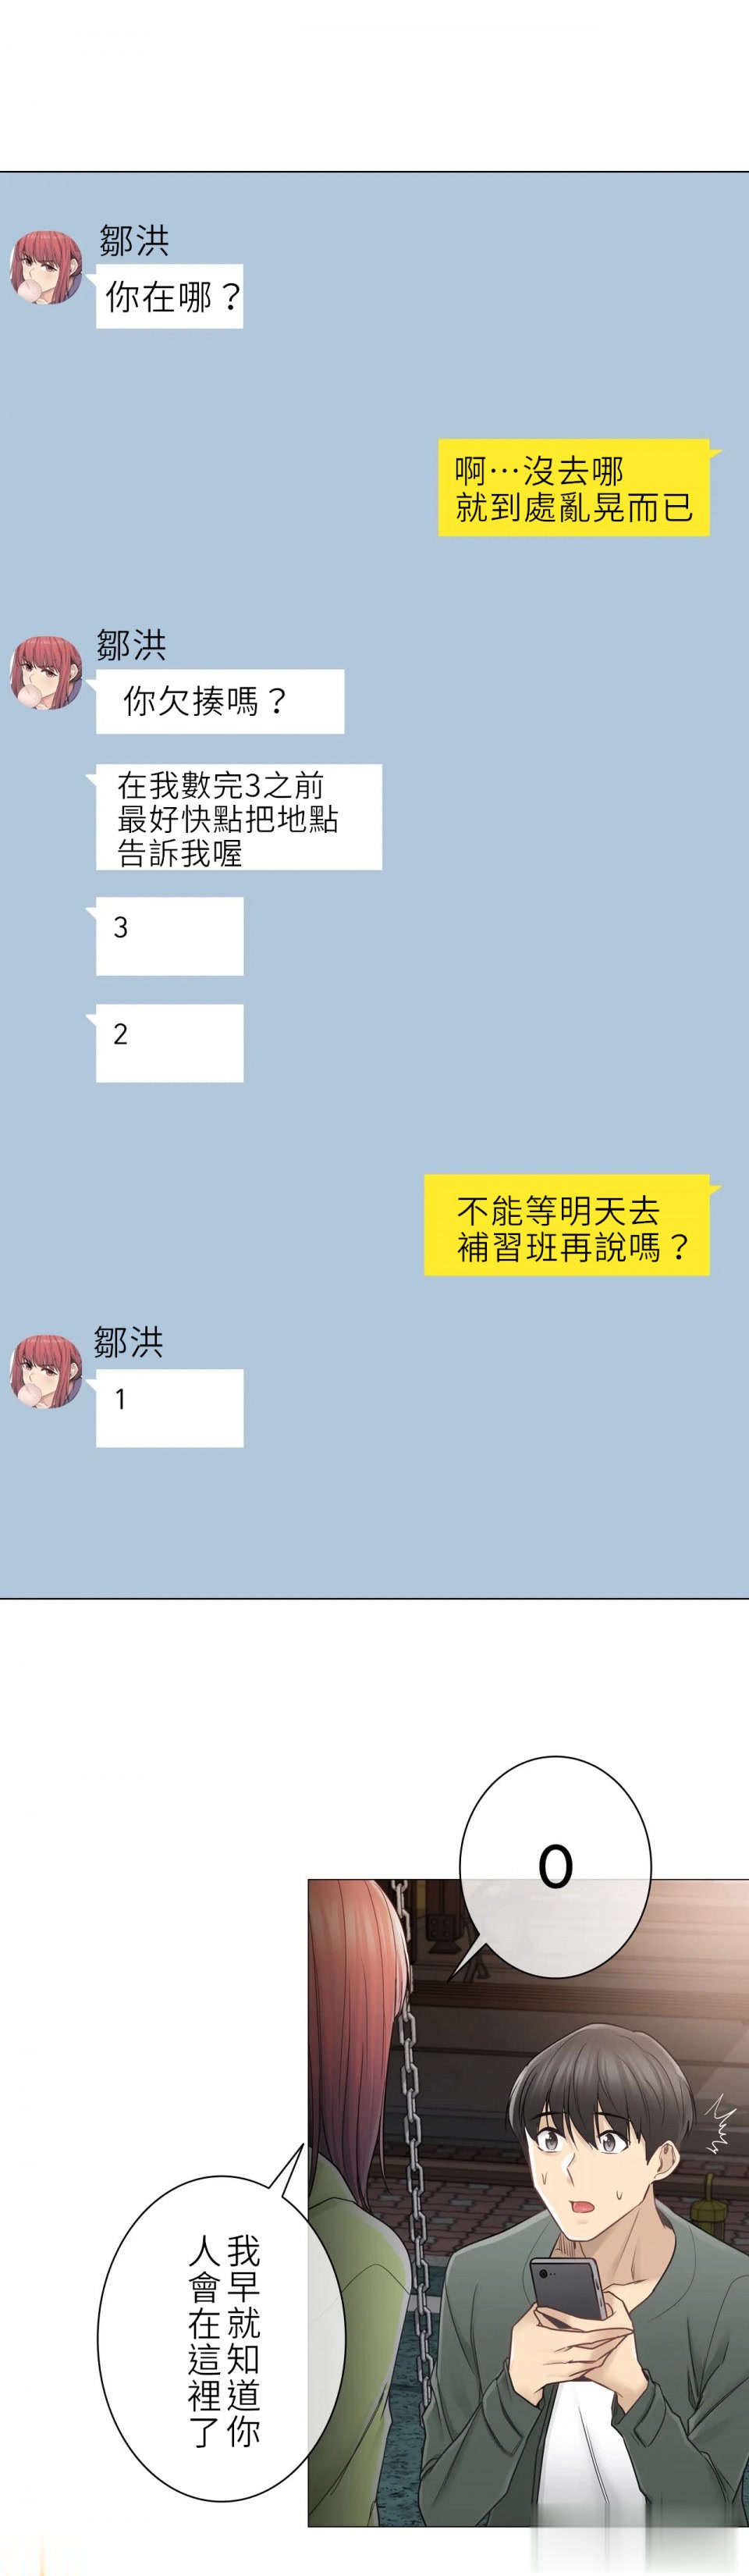 鄒洪
你在哪？
啊…沒去哪
就到處亂晃而已
鄒洪
你欠揍嗎？
在我數完3之前
最好快點把地點
告訴我喔
3
2
不能等明天去
補習班再說嗎？
鄒洪
1
0
我早就知道你
人會在這裡了